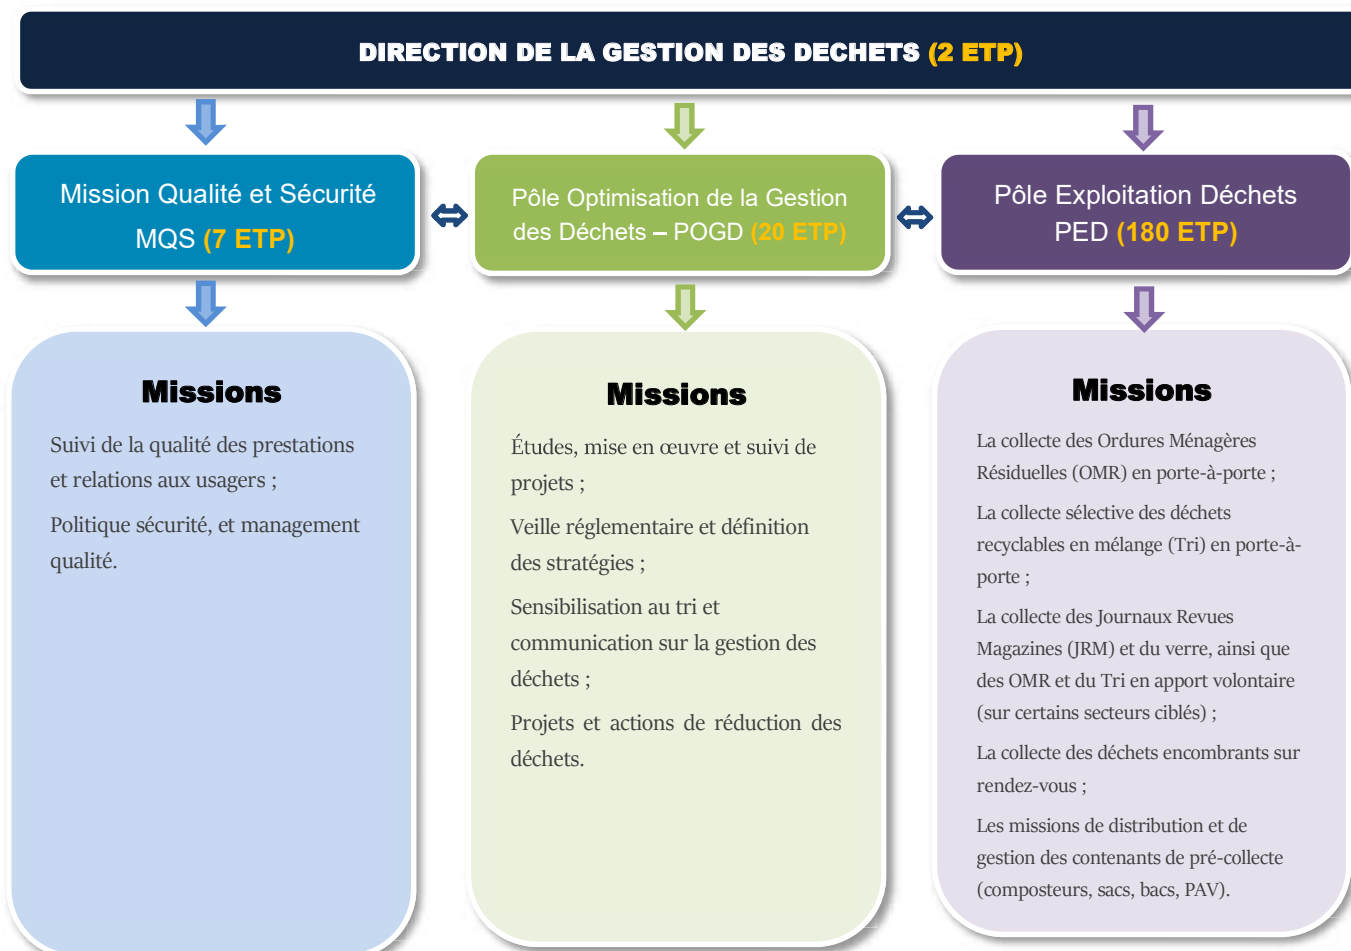 DIRECTION DE LA GESTION DES DECHETS (2 ETP)
Mission Qualité et Sécurité
MQS (7 ETP)
Pôle Optimisation de la Gestion
des Déchets – POGD (20 ETP)
Pôle Exploitation Déchets
PED (180 ETP)
Missions
Suivi de la qualité des prestations
et relations aux usagers ;
Politique sécurité, et management
qualité.
Missions
Études, mise en œuvre et suivi de
projets ;
Veille réglementaire et définition
des stratégies ;
Sensibilisation au tri et
communication sur la gestion des
déchets ;
Projets et actions de réduction des
déchets.
Missions
La collecte des Ordures Ménagères
Résiduelles (OMR) en porte-à-porte ;
La collecte sélective des déchets
recyclables en mélange (Tri) en porte-à-
porte ;
La collecte des Journaux Revues
Magazines (JRM) et du verre, ainsi que
des OMR et du Tri en apport volontaire
(sur certains secteurs ciblés) ;
La collecte des déchets encombrants sur
rendez-vous ;
Les missions de distribution et de
gestion des contenants de pré-collecte
(composteurs, sacs, bacs, PAV).